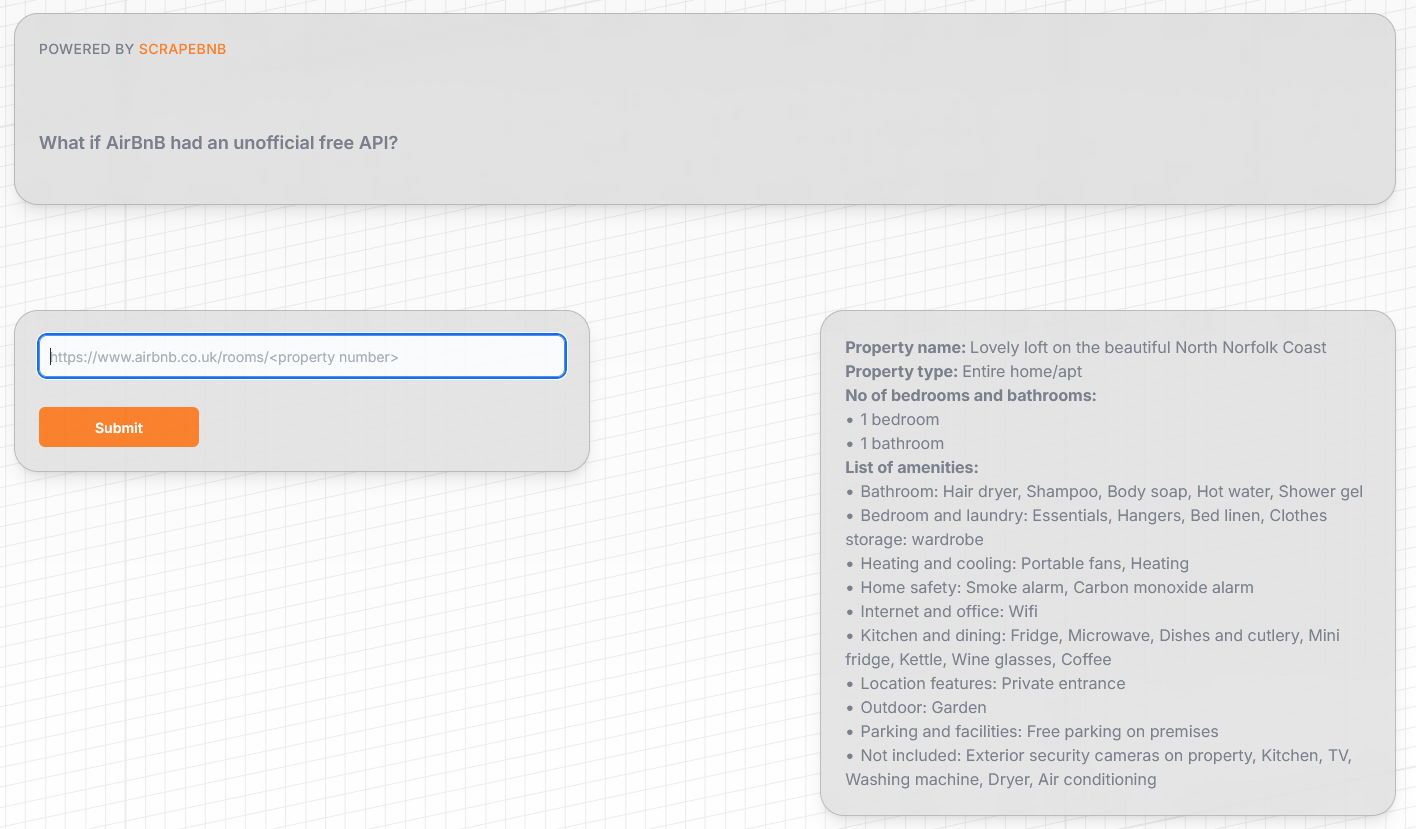 POWERED BY SCRAPEBNB
What if AirBnB had an unofficial free API?
https://www.airbnb.co.uk/rooms/<property number>
Submit
Property name: Lovely loft on the beautiful North Norfolk Coast
Property type: Entire home/apt
No of bedrooms and bathrooms:
• 1 bedroom
• 1 bathroom
List of amenities:
• Bathroom: Hair dryer, Shampoo, Body soap, Hot water, Shower gel
• Bedroom and laundry: Essentials, Hangers, Bed linen, Clothes
storage: wardrobe
• Heating and cooling: Portable fans, Heating
• Home safety: Smoke alarm, Carbon monoxide alarm
• Internet and office: Wifi
• Kitchen and dining: Fridge, Microwave, Dishes and cutlery, Mini
fridge, Kettle, Wine glasses, Coffee
• Location features: Private entrance
• Outdoor: Garden
• Parking and facilities: Free parking on premises
• Not included: Exterior security cameras on property, Kitchen, TV,
Washing machine, Dryer, Air conditioning